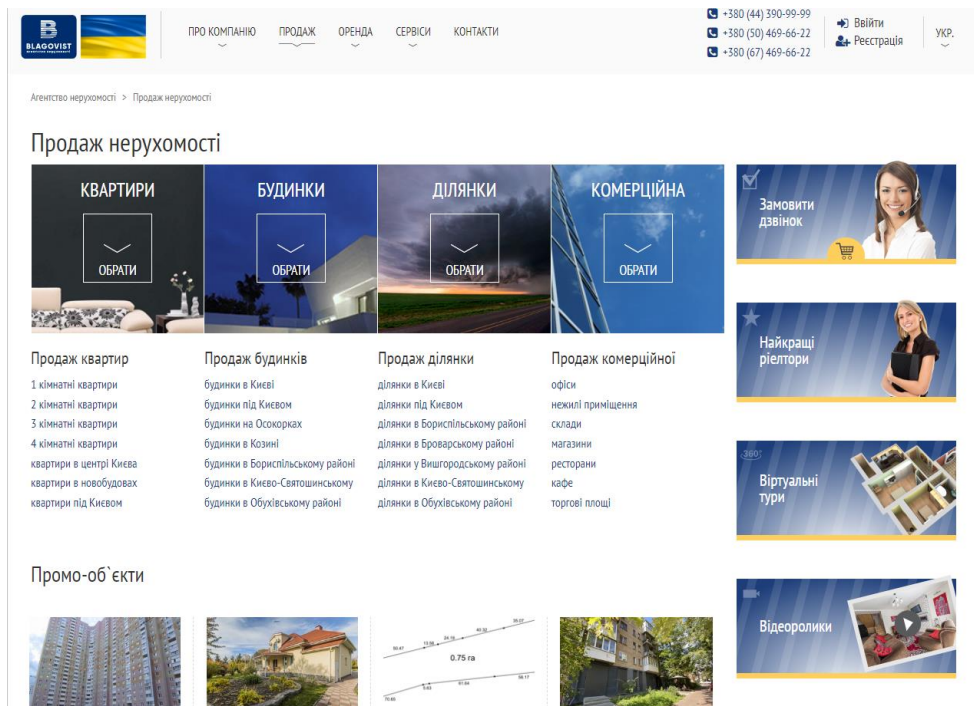 BLAGOVIST
ПРО КОМПАНІЮ ПРОДАЖ ОРЕНДА СЕРВІСИ КОНТАКТИ
+380 (44) 390-99-99
+380 (50) 469-66-22
+380 (67) 469-66-22
Ввійти
Реєстрація
УКР.
Агентство нерухомості > Продаж нерухомості
Продаж нерухомості
КВАРТИРИ
ОБРАТИ
БУДИНКИ
ОБРАТИ
ДІЛЯНКИ
ОБРАТИ
КОМЕРЦІЙНА
ОБРАТИ
Продаж квартир
1 кімнатні квартири
2 кімнатні квартири
3 кімнатні квартири
4 кімнатні квартири
квартири в центрі Києва
квартири в новобудовах
квартири під Києвом
Продаж будинків
будинки в Києві
будинки під Києвом
будинки на Осокорках
будинки в Козині
будинки в Бориспільському районі
будинки в Києво-Святошинському
будинки в Обухівському районі
Продаж ділянки
ділянки в Києві
ділянки під Києвом
ділянки в Бориспільському районі
ділянки в Броварському районі
ділянки у Вишгородському районі
ділянки в Києво-Святошинському
ділянки в Обухівському районі
Продаж комерційної
офіси
нежилі приміщення
склади
магазини
ресторани
кафе
торгові площі
Замовити
дзвінок
Найкращі
ріелтори
360°
Віртуальні
тури
Відеоролики
Промо-об`єкти
0.75 га